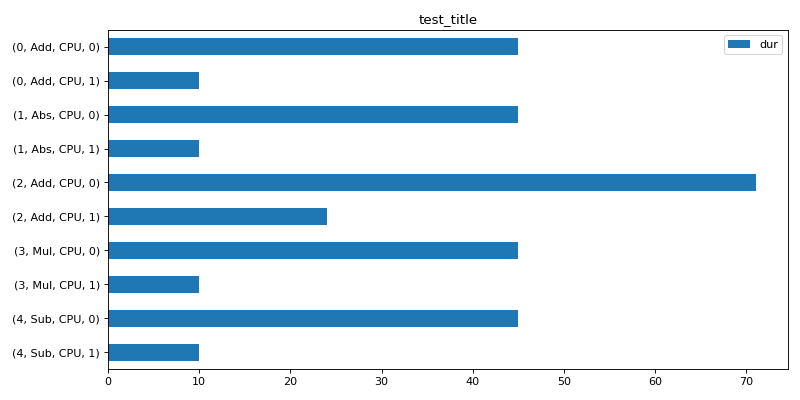 test_title
dur
(0, Add, CPU, 0)
(0, Add, CPU, 1)
(1, Abs, CPU, 0)
(1, Abs, CPU, 1)
(2, Add, CPU, 0)
(2, Add, CPU, 1)
(3, Mul, CPU, 0)
(3, Mul, CPU, 1)
(4, Sub, CPU, 0)
(4, Sub, CPU, 1)
0 10 20 30 40 50 60 70